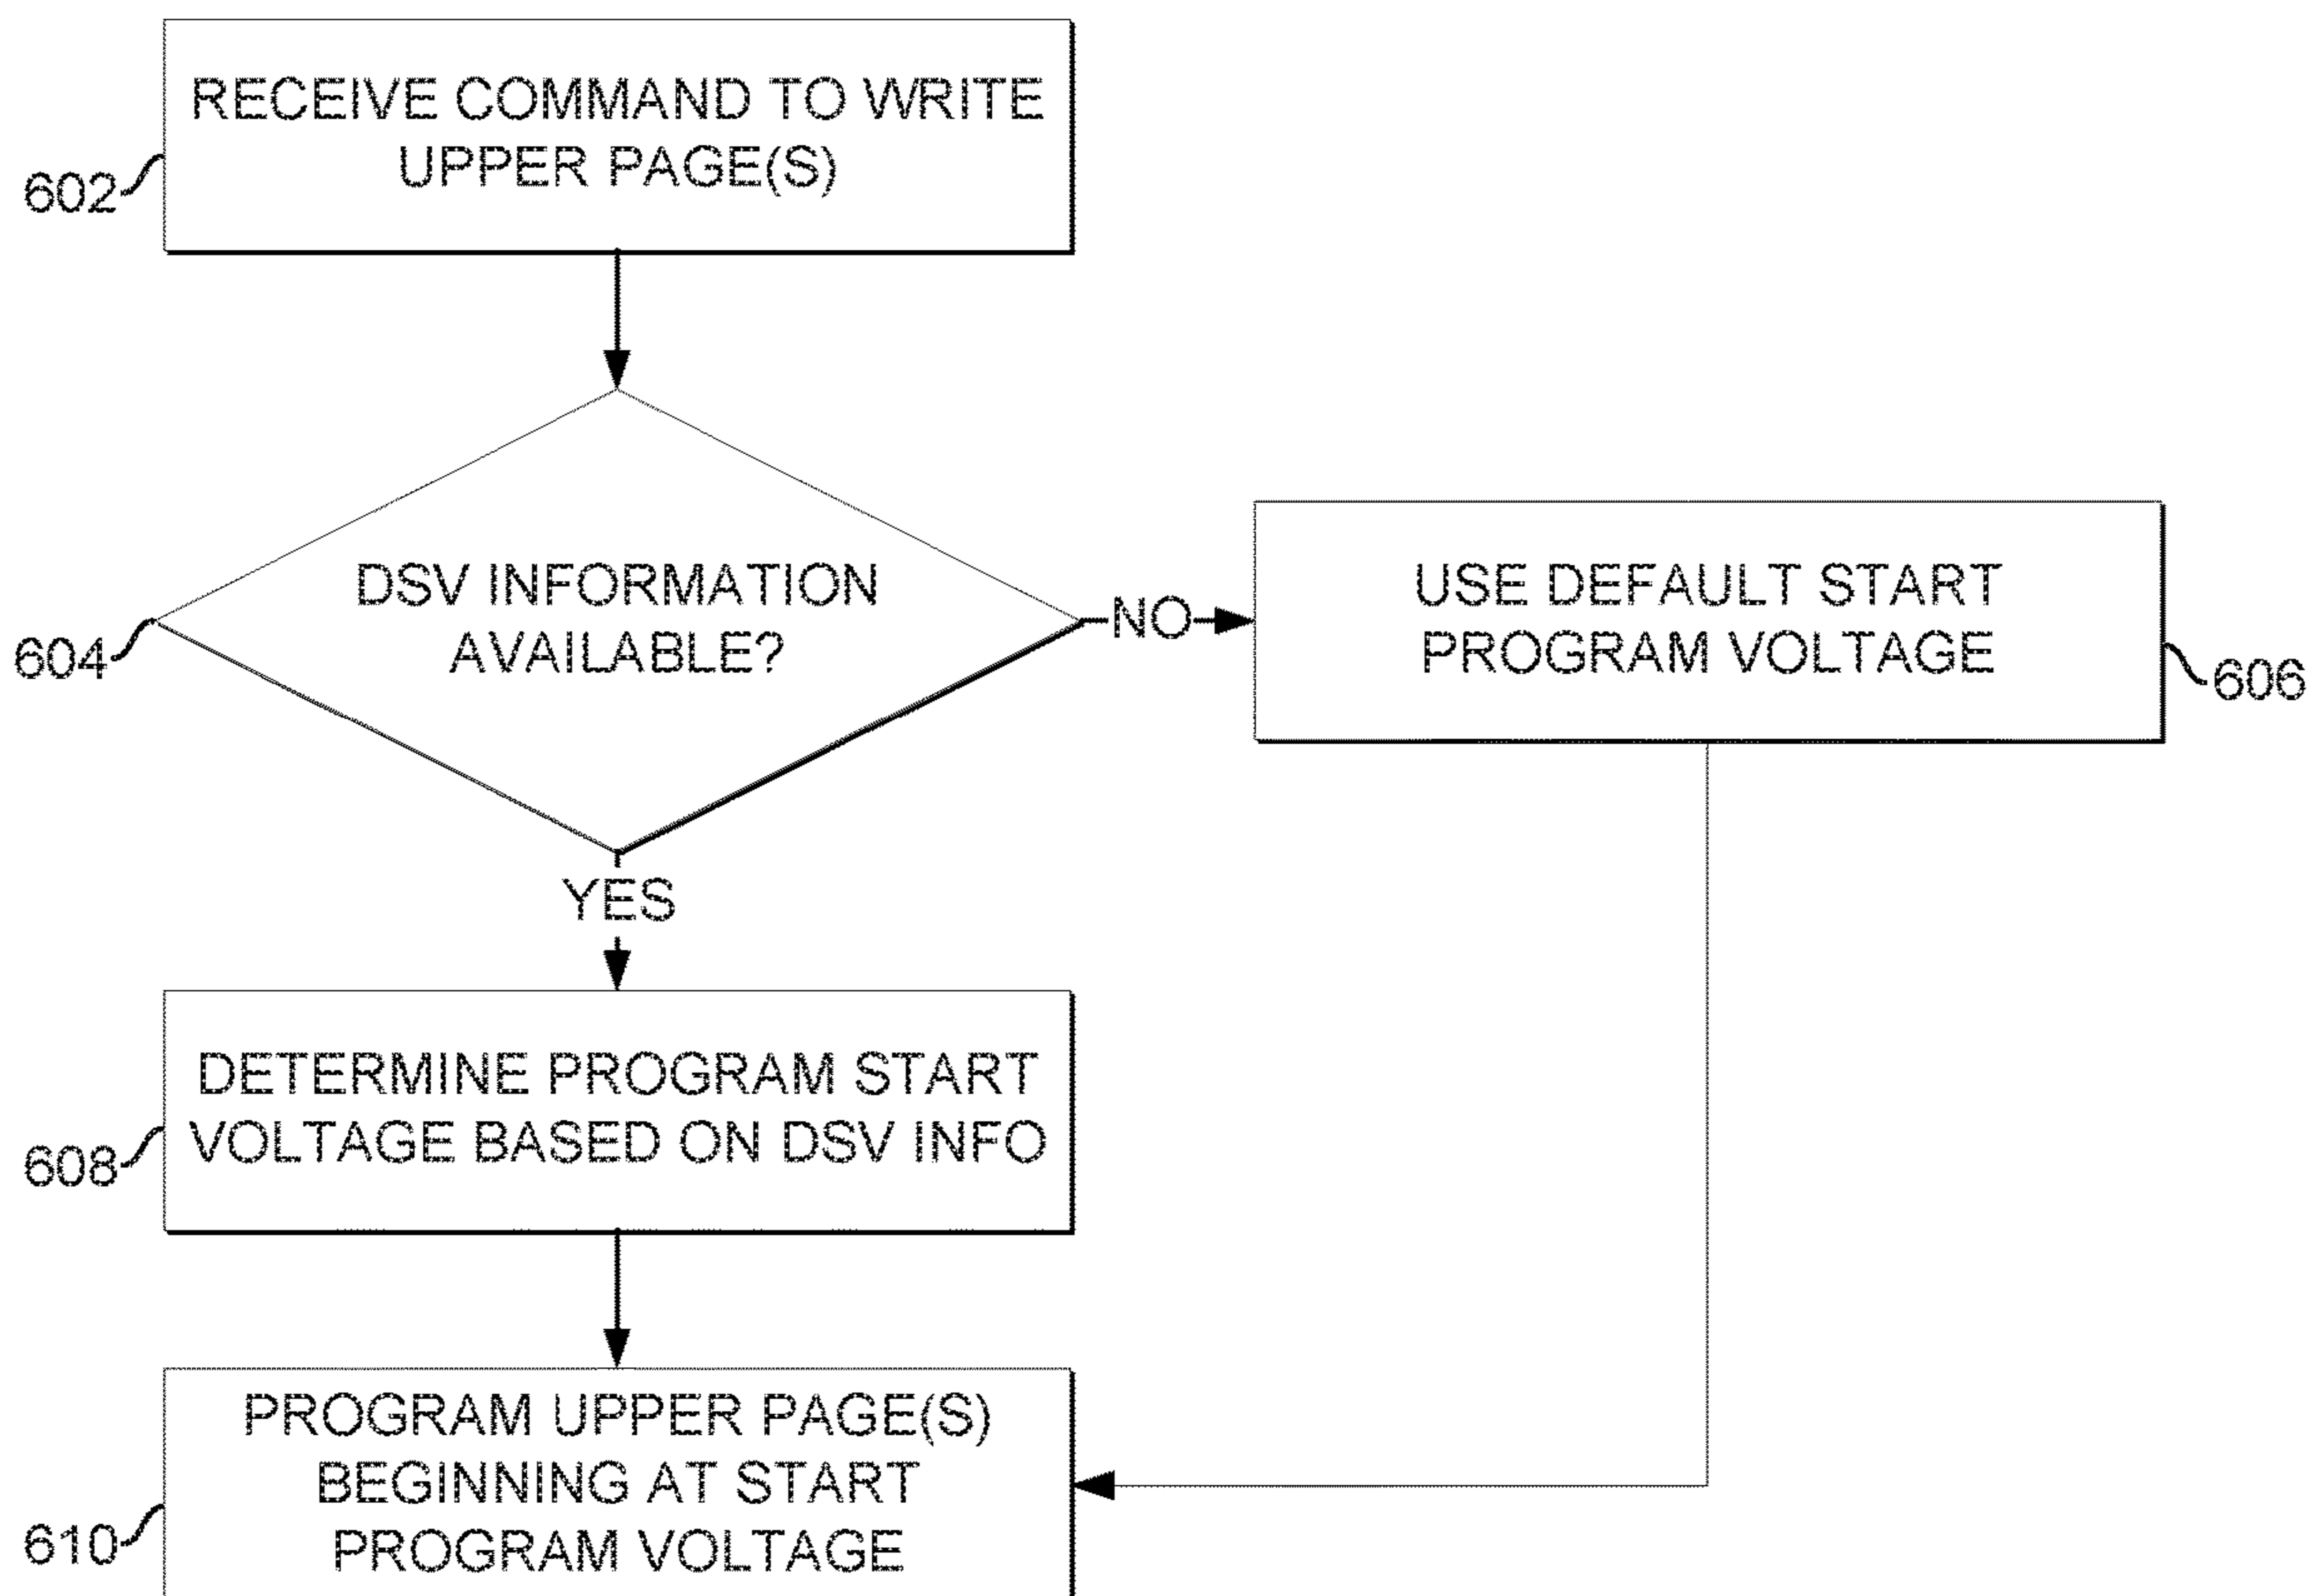 RECEIVE COMMAND TO WRITE
UPPER PAGE(S)
602
DSV INFORMATION
AVAILABLE?
604
NO
USE DEFAULT START
PROGRAM VOLTAGE
606
YES
DETERMINE PROGRAM START
VOLTAGE BASED ON DSV INFO
608
PROGRAM UPPER PAGE(S)
BEGINNING AT START
PROGRAM VOLTAGE
610